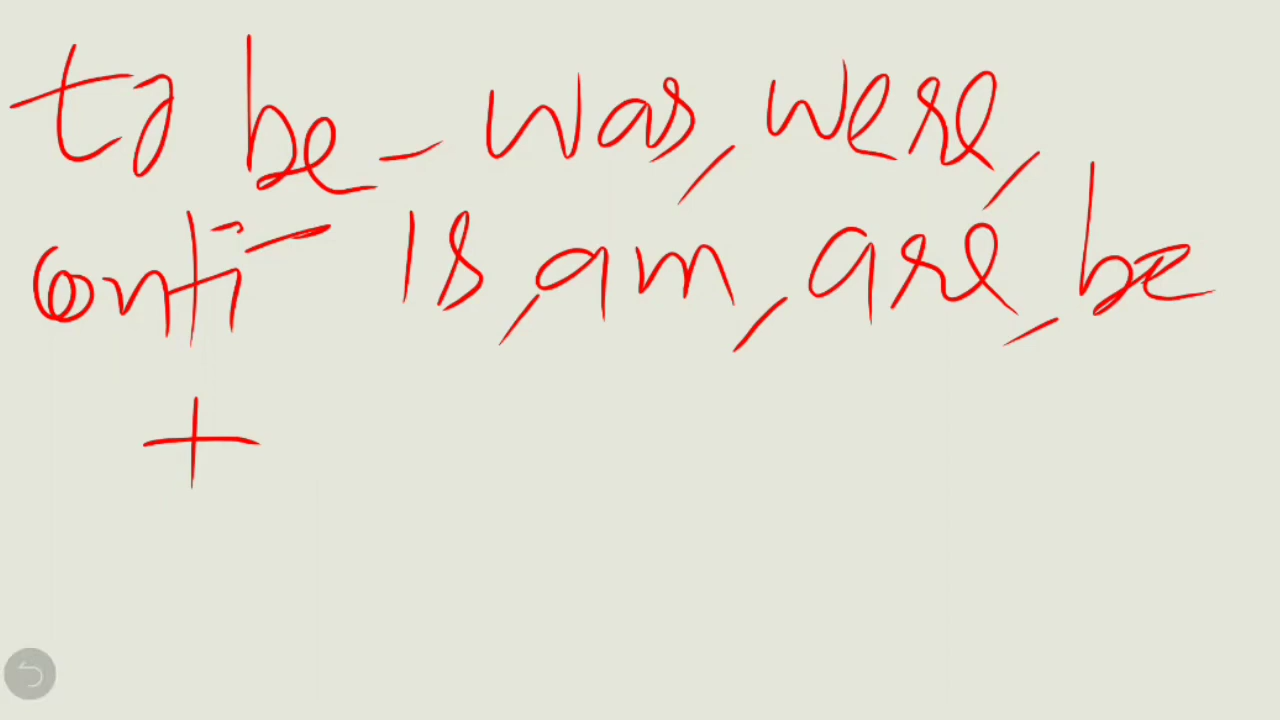 to be - was, were,
conti - is, am, are, be
+